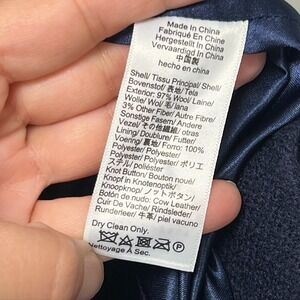 Made In China
Fabriqué En Chine
Hergestellt In China
Vervaardigd In China
中国製
hecho en china
Shell/ Tissu Principal/ Shell/
Bovenstof/ 表地/ Tela
Exterior: 97% Wool/ Laine/
Wolle/ Wol/ 毛/ lana
3% Other Fiber/ Autre Fibre/
Sonstige Fasern/ Andere
Vezel/ その他繊維/ otras
Lining/ Doublure/ Futter/
Voering/ 裏地/ Forro: 100%
Polyester/ Polyester/
Polyester/ Polyester/ ポリエ
ステル/ poliéster
Knot Button/ Bouton noué/
Knopf in Knotenoptik/
Knoopknop/ ノットボタン/
Botón de nudo: Cow Leather/
Cuir De Vache/ Rindsleder/
Runderleer/ 牛革/ piel vacuno
Dry Clean Only.
Nettoyage À Sec.